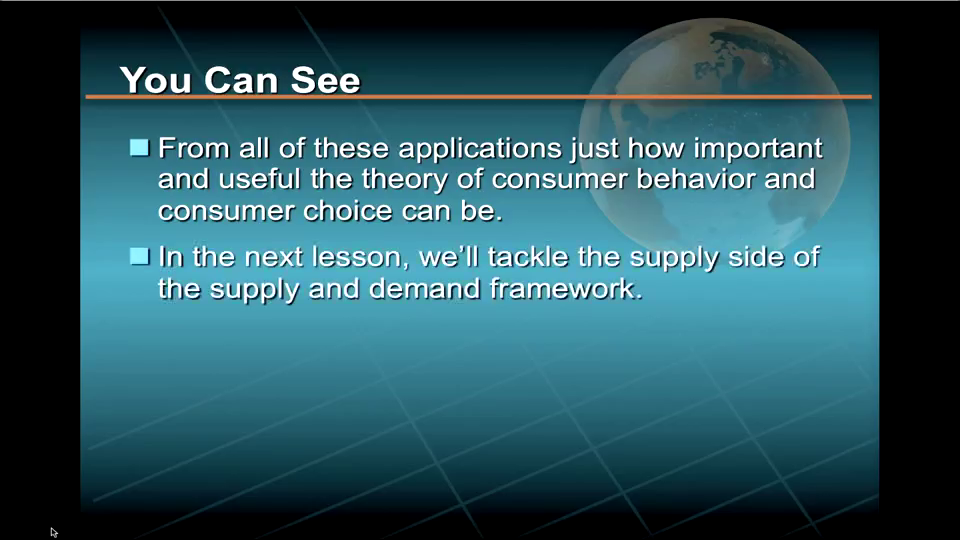 You Can See
From all of these applications just how important
and useful the theory of consumer behavior and
consumer choice can be.
In the next lesson, we’ll tackle the supply side of
the supply and demand framework.